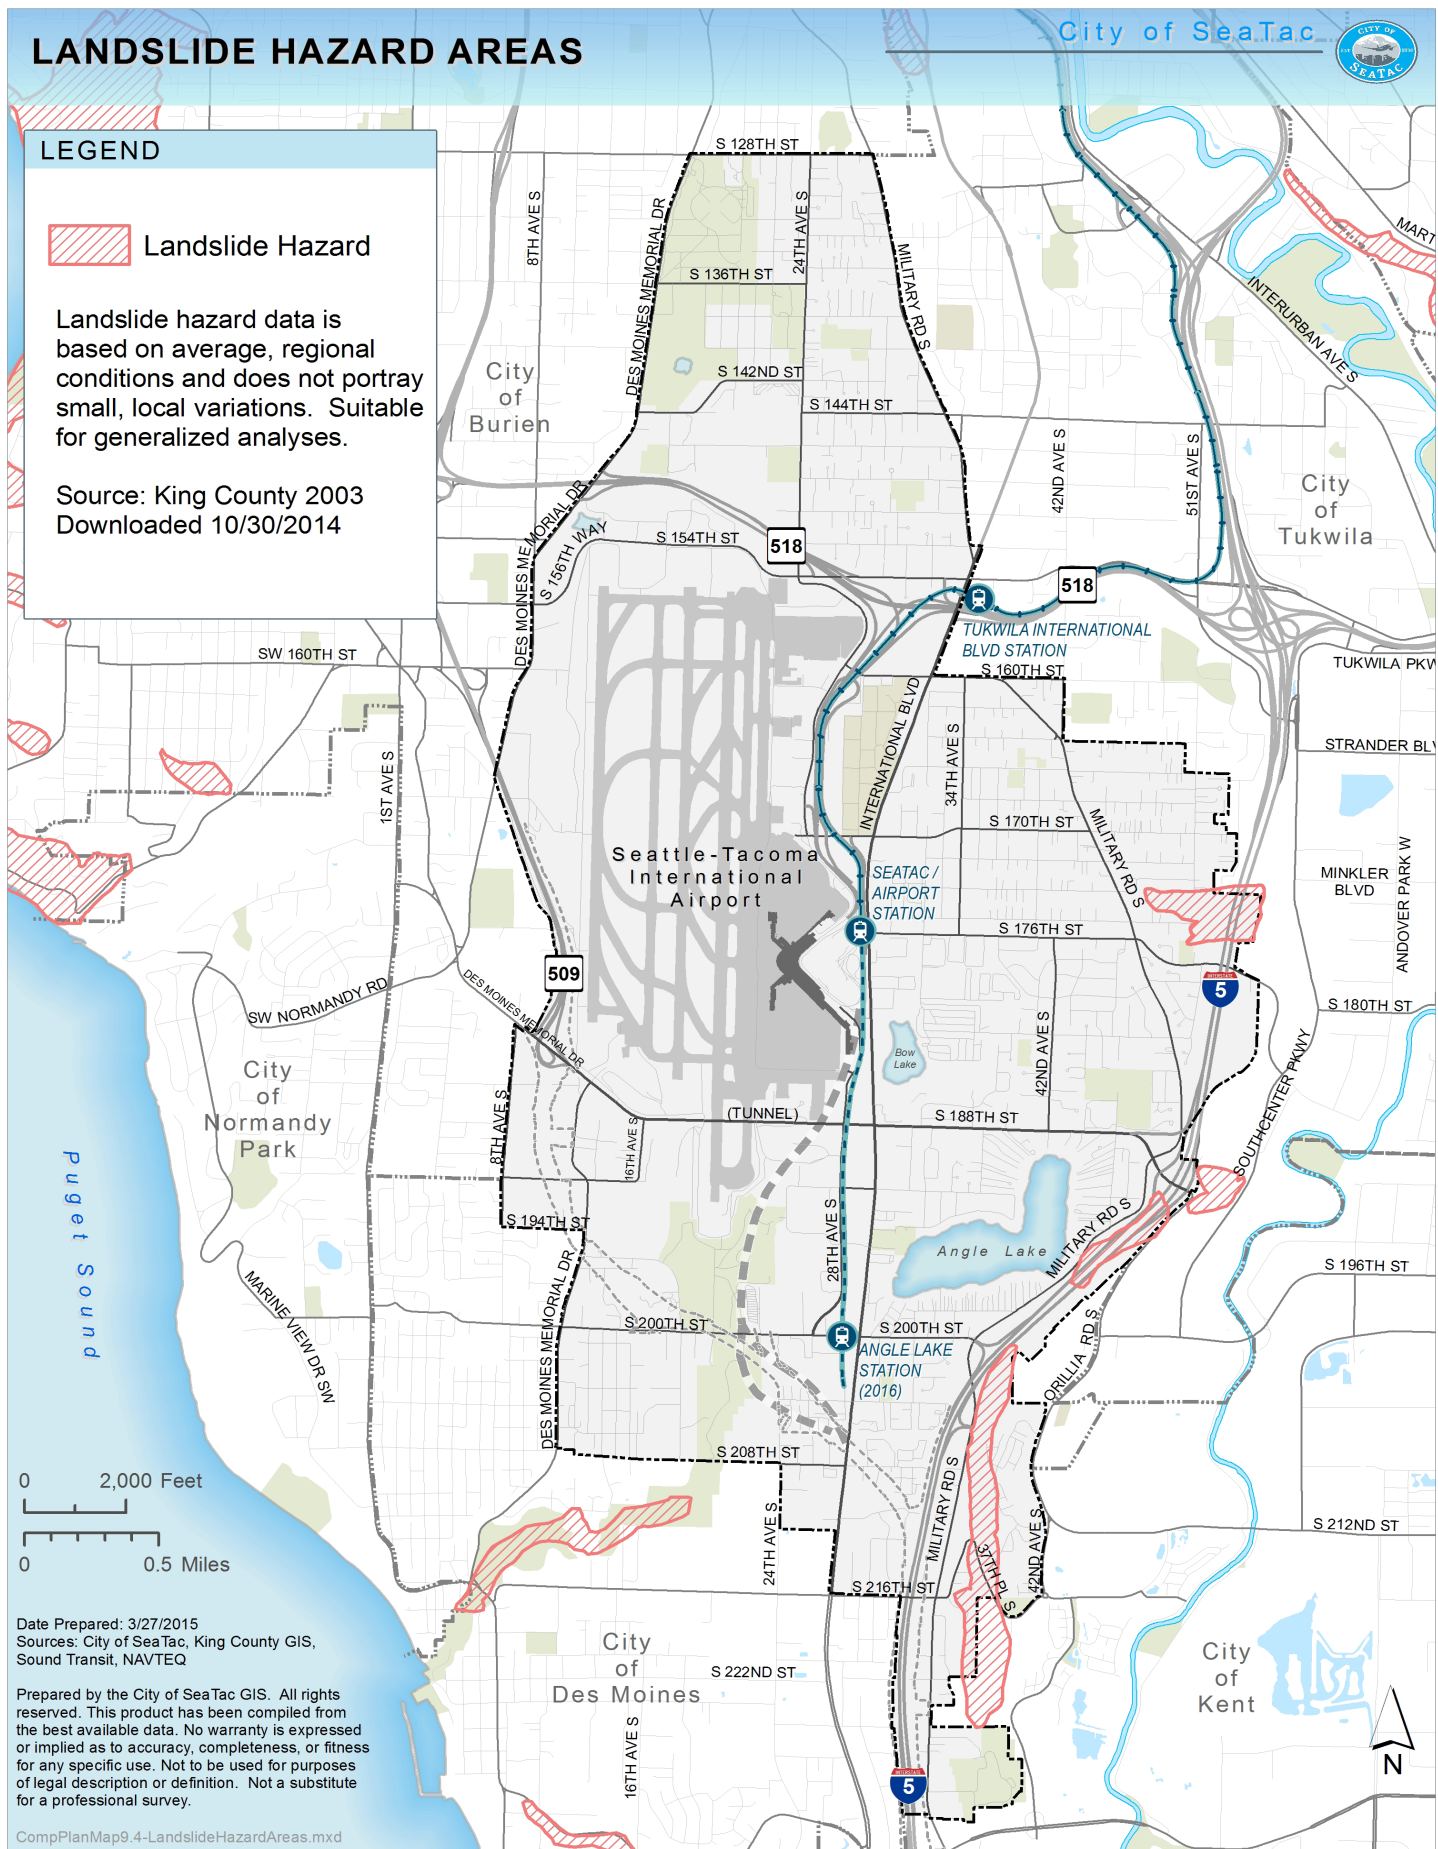 LANDSLIDE HAZARD AREAS
City of SeaTac
CITY OF
SEATAC
LEGEND
Landslide Hazard
Landslide hazard data is
based on average, regional
conditions and does not portray
small, local variations.  Suitable
for generalized analyses.
Source: King County 2003
Downloaded 10/30/2014
S 128TH ST
8TH AVE S
DES MOINES MEMORIAL DR
24TH AVE S
MILITARY RD S
S 136TH ST
INTERURBAN AVE S
S 142ND ST
S 144TH ST
City
of
Burien
42ND AVE S
51ST AVE S
City
of
Tukwila
DES MOINES MEMORIAL DR
S 156TH WAY
S 154TH ST
518
518
TUKWILA INTERNATIONAL
BLVD STATION
S 160TH ST
SW 160TH ST
1ST AVE S
INTERNATIONAL BLVD
34TH AVE S
S 170TH ST
MILITARY RD S
Seattle-Tacoma
International
Airport
SEATAC /
AIRPORT
STATION
MINKLER
BLVD
ANDOVER PARK W
S 176TH ST
509
INTERSTATE
5
S 180TH ST
SW NORMANDY RD
DES MOINES MEMORIAL DR
Bow
Lake
42ND AVE S
SOUTHCENTER PKWY
City
of
Normandy
Park
8TH AVE S
16TH AVE S
(TUNNEL)
S 188TH ST
Puget Sound
S 194TH ST
28TH AVE S
Angle Lake
MILITARY RD S
S 196TH ST
MARINE VIEW DR SW
DES MOINES MEMORIAL DR
S 200TH ST
S 200TH ST
ANGLE LAKE
STATION
(2016)
ORILLIA RD S
S 208TH ST
MILITARY RD S
24TH AVE S
37TH PL S
42ND AVE S
S 212ND ST
S 216TH ST
0 2,000 Feet
0 0.5 Miles
City
of
Des Moines
S 222ND ST
16TH AVE S
City
of
Kent
INTERSTATE
5
N
Date Prepared: 3/27/2015
Sources: City of SeaTac, King County GIS,
Sound Transit, NAVTEQ
Prepared by the City of SeaTac GIS.  All rights
reserved. This product has been compiled from
the best available data. No warranty is expressed
or implied as to accuracy, completeness, or fitness
for any specific use. Not to be used for purposes
of legal description or definition.  Not a substitute
for a professional survey.
CompPlanMap9.4-LandslideHazardAreas.mxd